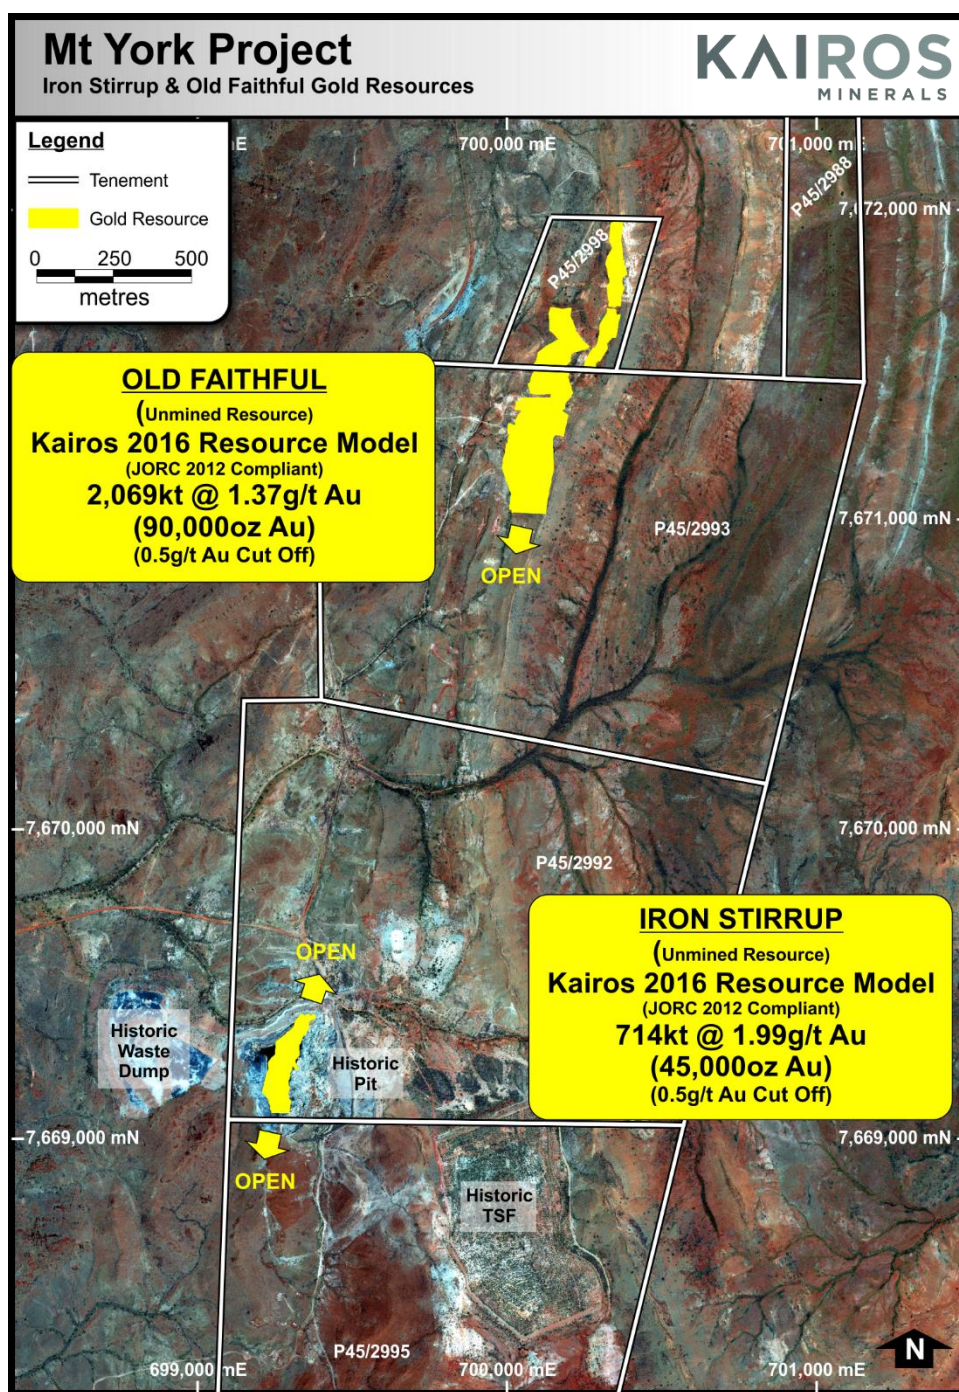 Mt York Project
Iron Stirrup & Old Faithful Gold Resources
KAIROS
MINERALS
Legend
Tenement
Gold Resource
0 250 500
metres
mE
700,000 mE
701,000 mE
P45/2988
7,672,000 mN
P45/2998
OLD FAITHFUL
(Unmined Resource)
Kairos 2016 Resource Model
(JORC 2012 Compliant)
2,069kt @ 1.37g/t Au
(90,000oz Au)
(0.5g/t Au Cut Off)
7,671,000 mN
P45/2993
OPEN
7,670,000 mN
7,670,000 mN
P45/2992
IRON STIRRUP
(Unmined Resource)
Kairos 2016 Resource Model
(JORC 2012 Compliant)
714kt @ 1.99g/t Au
(45,000oz Au)
(0.5g/t Au Cut Off)
OPEN
Historic
Waste
Dump
Historic
Pit
7,669,000 mN
7,669,000 mN
OPEN
Historic
TSF
P45/2995
699,000 mE
700,000 mE
701,000 mE
N